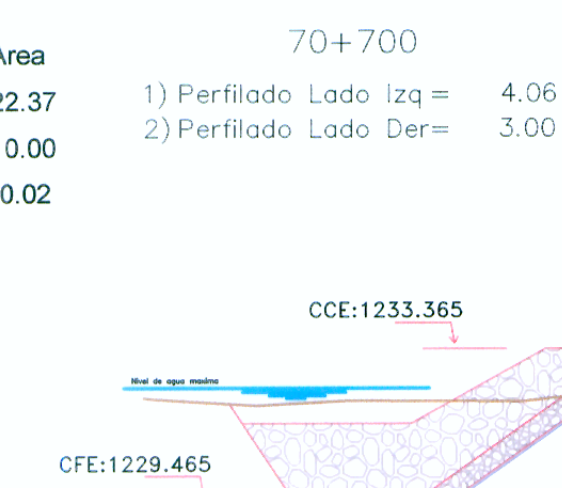 Area
22.37
0.00
0.02
70+700
1) Perfilado Lado Izq = 4.06
2) Perfilado Lado Der= 3.00
CCE:1233.365
Nivel de agua maxima
CFE:1229.465